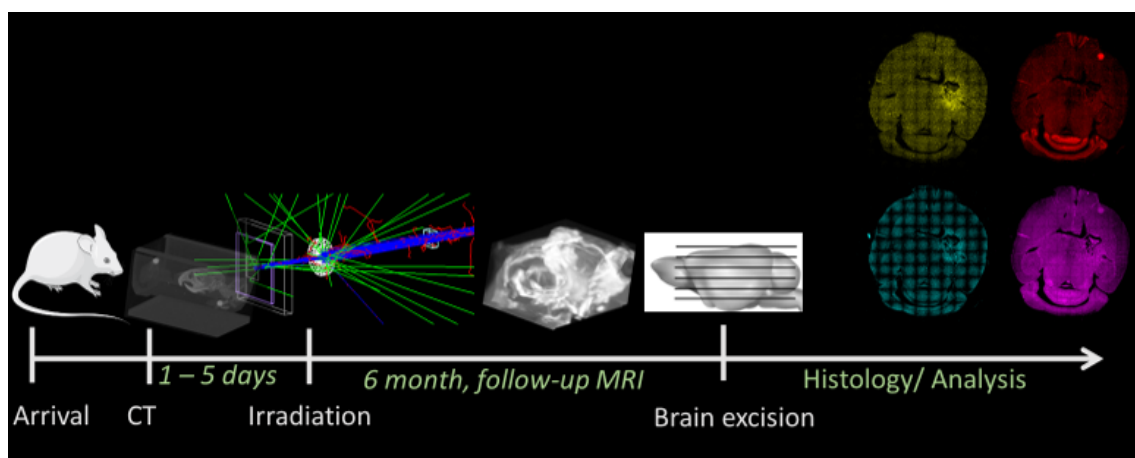 1 – 5 days
6 month, follow-up MRI
Histology/ Analysis
Arrival
CT
Irradiation
Brain excision